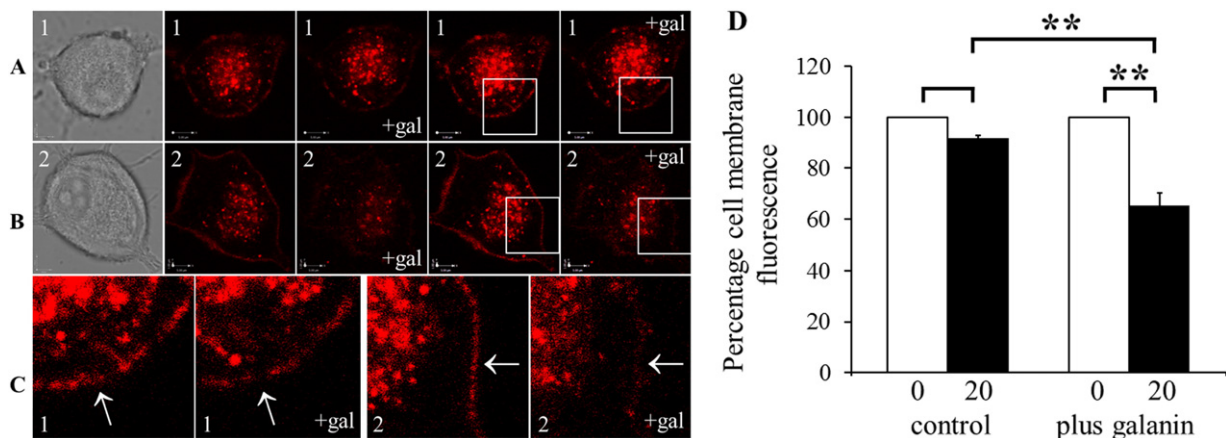 A
1
1
1
+gal
1
1
+gal
B
2
2
2
+gal
2
2
+gal
C
1
1
+gal
2
2
+gal
D
**
**
Percentage cell membrane
fluorescence
120
100
80
60
40
20
0
0 20 0 20
control plus galanin